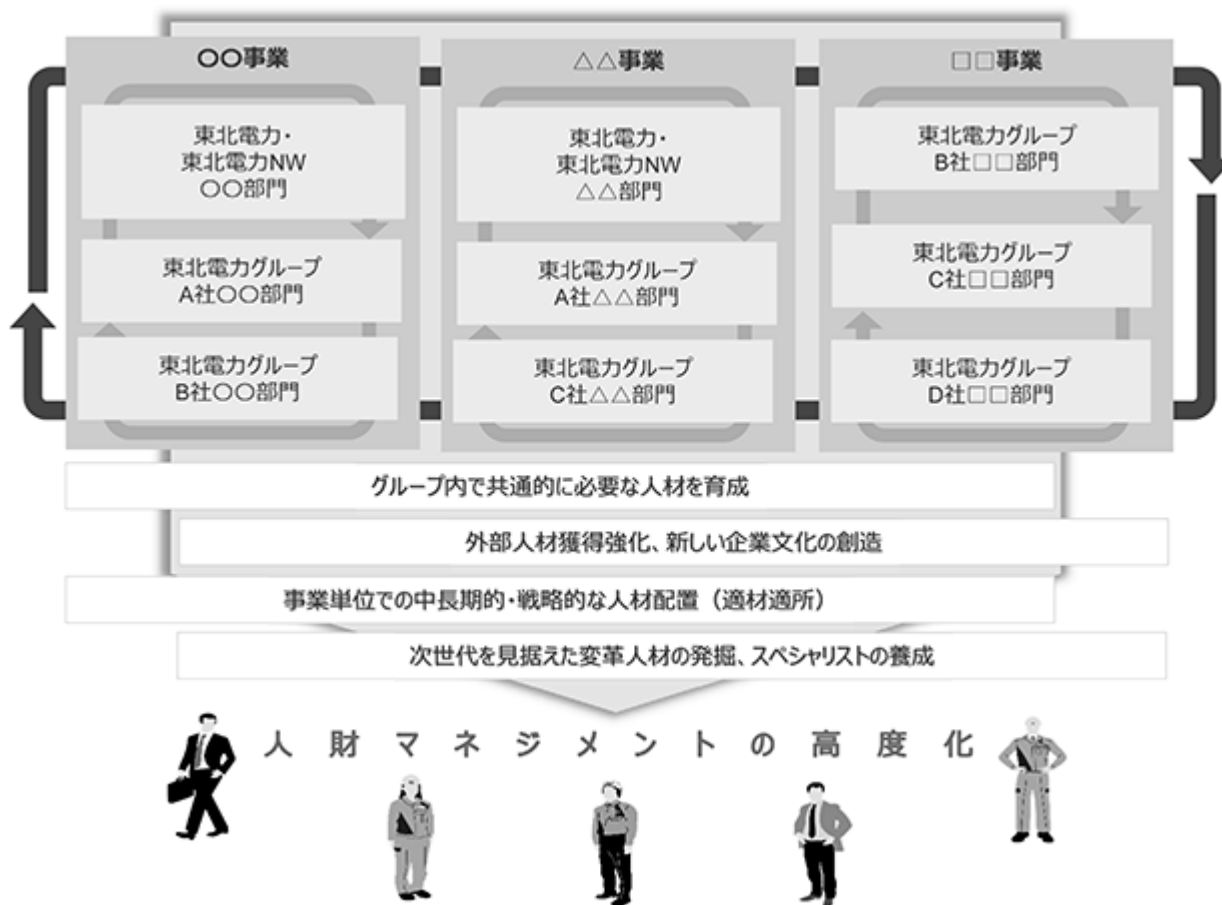 〇〇事業
東北電力・
東北電力NW
〇〇部門
東北電力グループ
A社〇〇部門
東北電力グループ
B社〇〇部門
△△事業
東北電力・
東北電力NW
△△部門
東北電力グループ
A社△△部門
東北電力グループ
C社△△部門
□□事業
東北電力グループ
B社□□部門
東北電力グループ
C社□□部門
東北電力グループ
D社□□部門
グループ内で共通的に必要な人材を育成
外部人材獲得強化、新しい企業文化の創造
事業単位での中長期的・戦略的な人材配置（適材適所）
次世代を見据えた変革人材の発掘、スペシャリストの養成
人財マネジメントの高度化